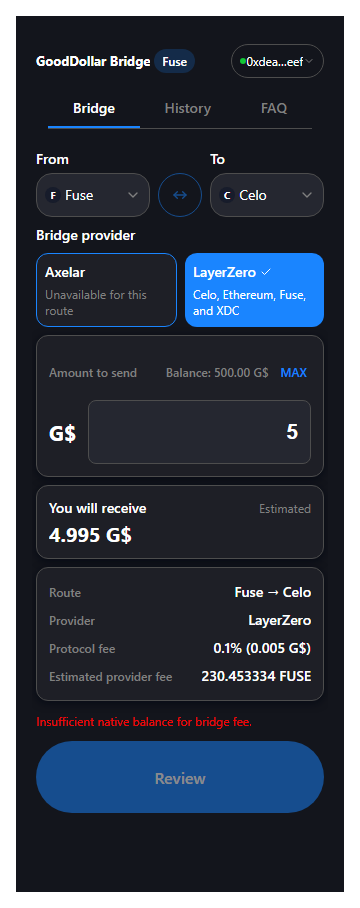 GoodDollar Bridge Fuse 0xdea...eef
Bridge History FAQ
From To
F Fuse C Celo
Bridge provider
Axelar
Unavailable for this
route
LayerZero ✓
Celo, Ethereum, Fuse,
and XDC
Amount to send Balance: 500.00 G$ MAX
G$ 5
You will receive Estimated
4.995 G$
Route Fuse → Celo
Provider LayerZero
Protocol fee 0.1% (0.005 G$)
Estimated provider fee 230.453334 FUSE
Insufficient native balance for bridge fee.
Review